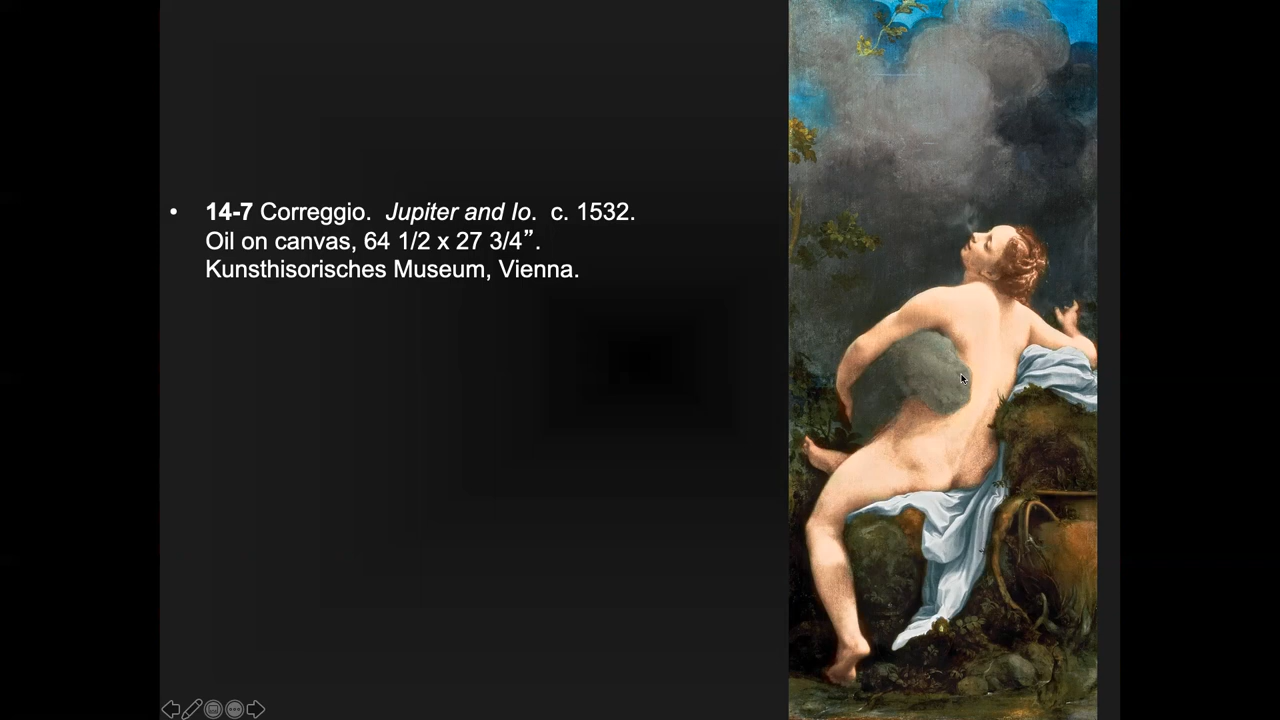 • 14-7 Correggio. Jupiter and Io. c. 1532.
Oil on canvas, 64 1/2 x 27 3/4”.
Kunsthisorisches Museum, Vienna.